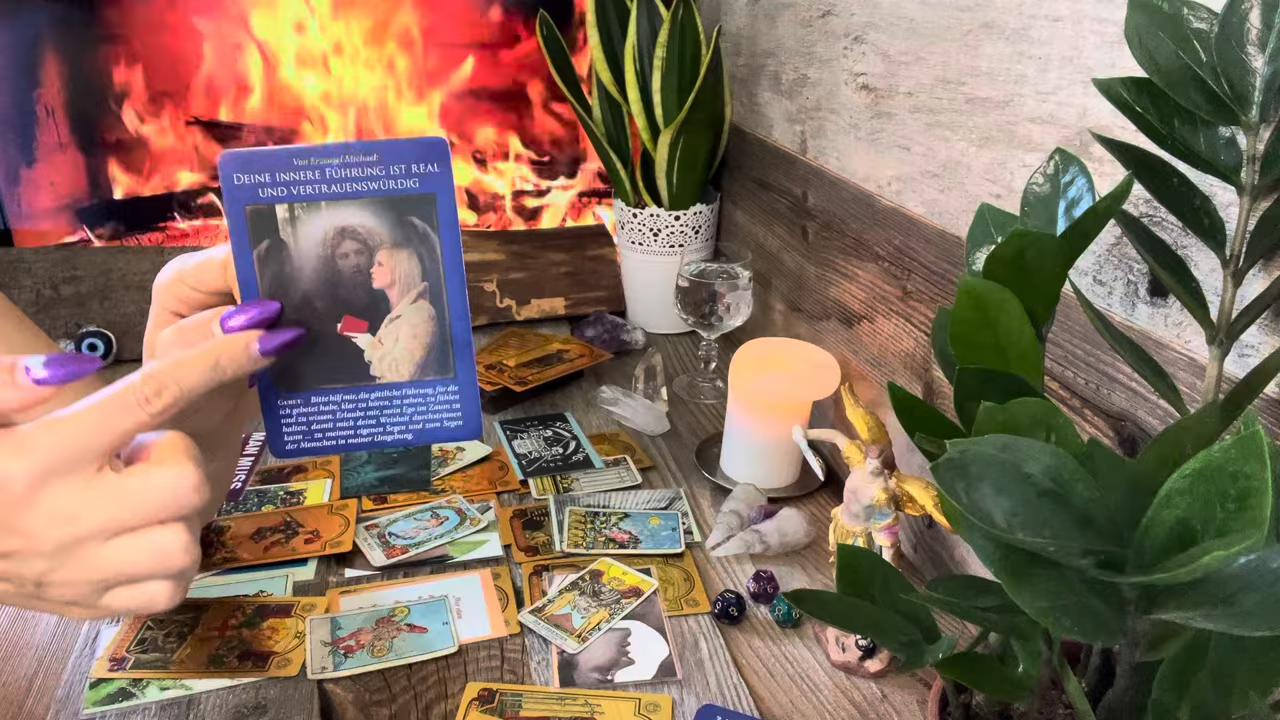 Von Erzengel Michael:
DEINE INNERE FÜHRUNG IST REAL
UND VERTRAUENSWÜRDIG
GEBET: Bitte hilf mir, die göttliche Führung, für die
ich gebetet habe, klar zu hören, zu sehen, zu fühlen
und zu wissen. Erlaube mir, mein Ego im Zaum zu
halten, damit mich deine Weisheit durchströmen
kann ... zu meinem eigenen Segen und zum Segen
der Menschen in meiner Umgebung.
MAN MUSS